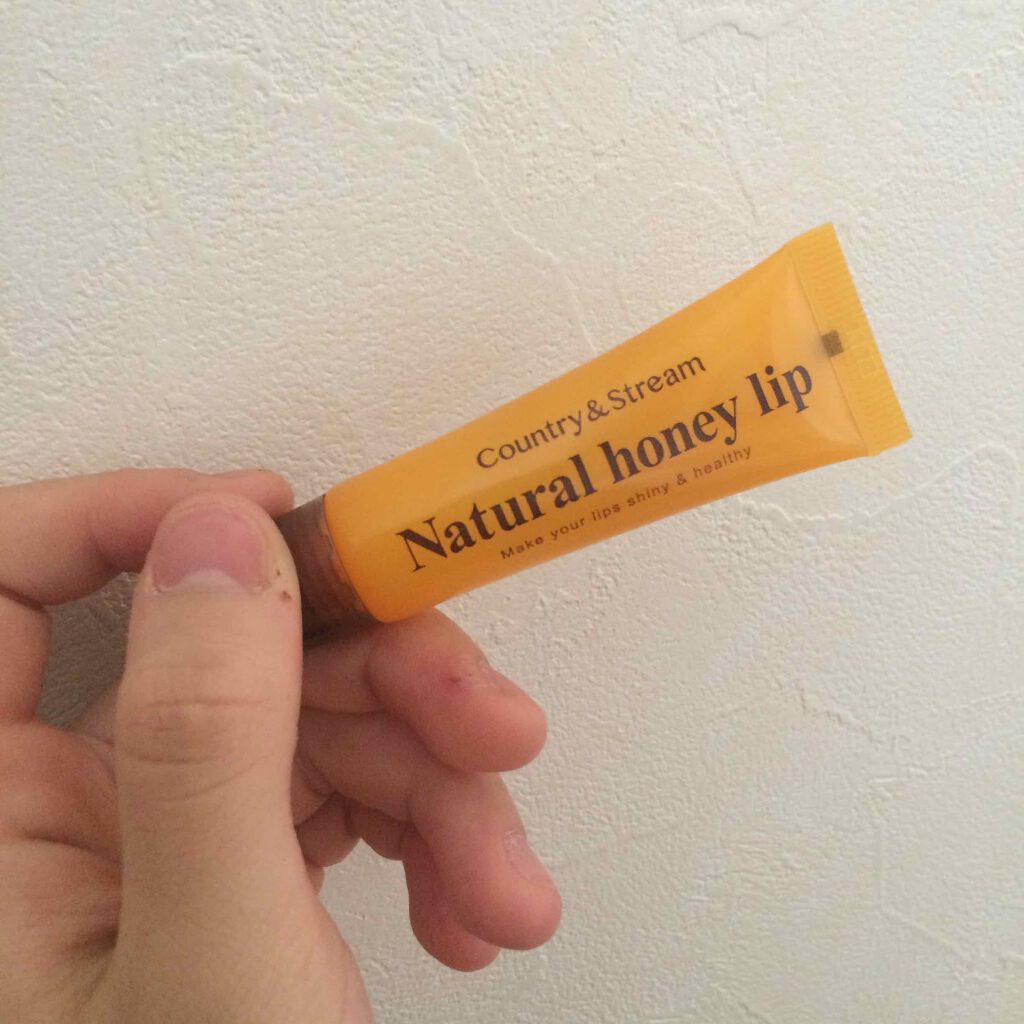 Country&Stream
Natural honey lip
Make your lips shiny & healthy